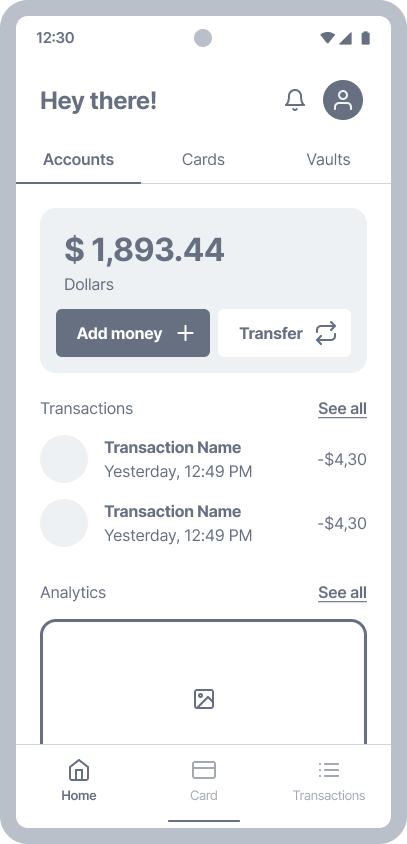 12:30
Hey there!
Accounts Cards Vaults
$ 1,893.44
Dollars
Add money Transfer
Transactions See all
Transaction Name
Yesterday, 12:49 PM -$4,30
Transaction Name
Yesterday, 12:49 PM -$4,30
Analytics See all
Home Card Transactions